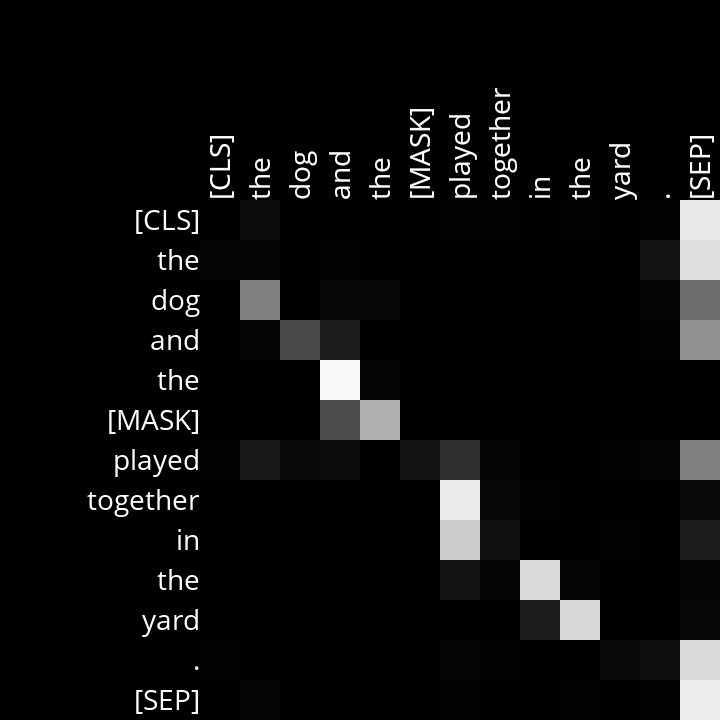 [CLS] the dog and the [MASK] played together in the yard . [SEP]
[CLS]
the
dog
and
the
[MASK]
played
together
in
the
yard
.
[SEP]